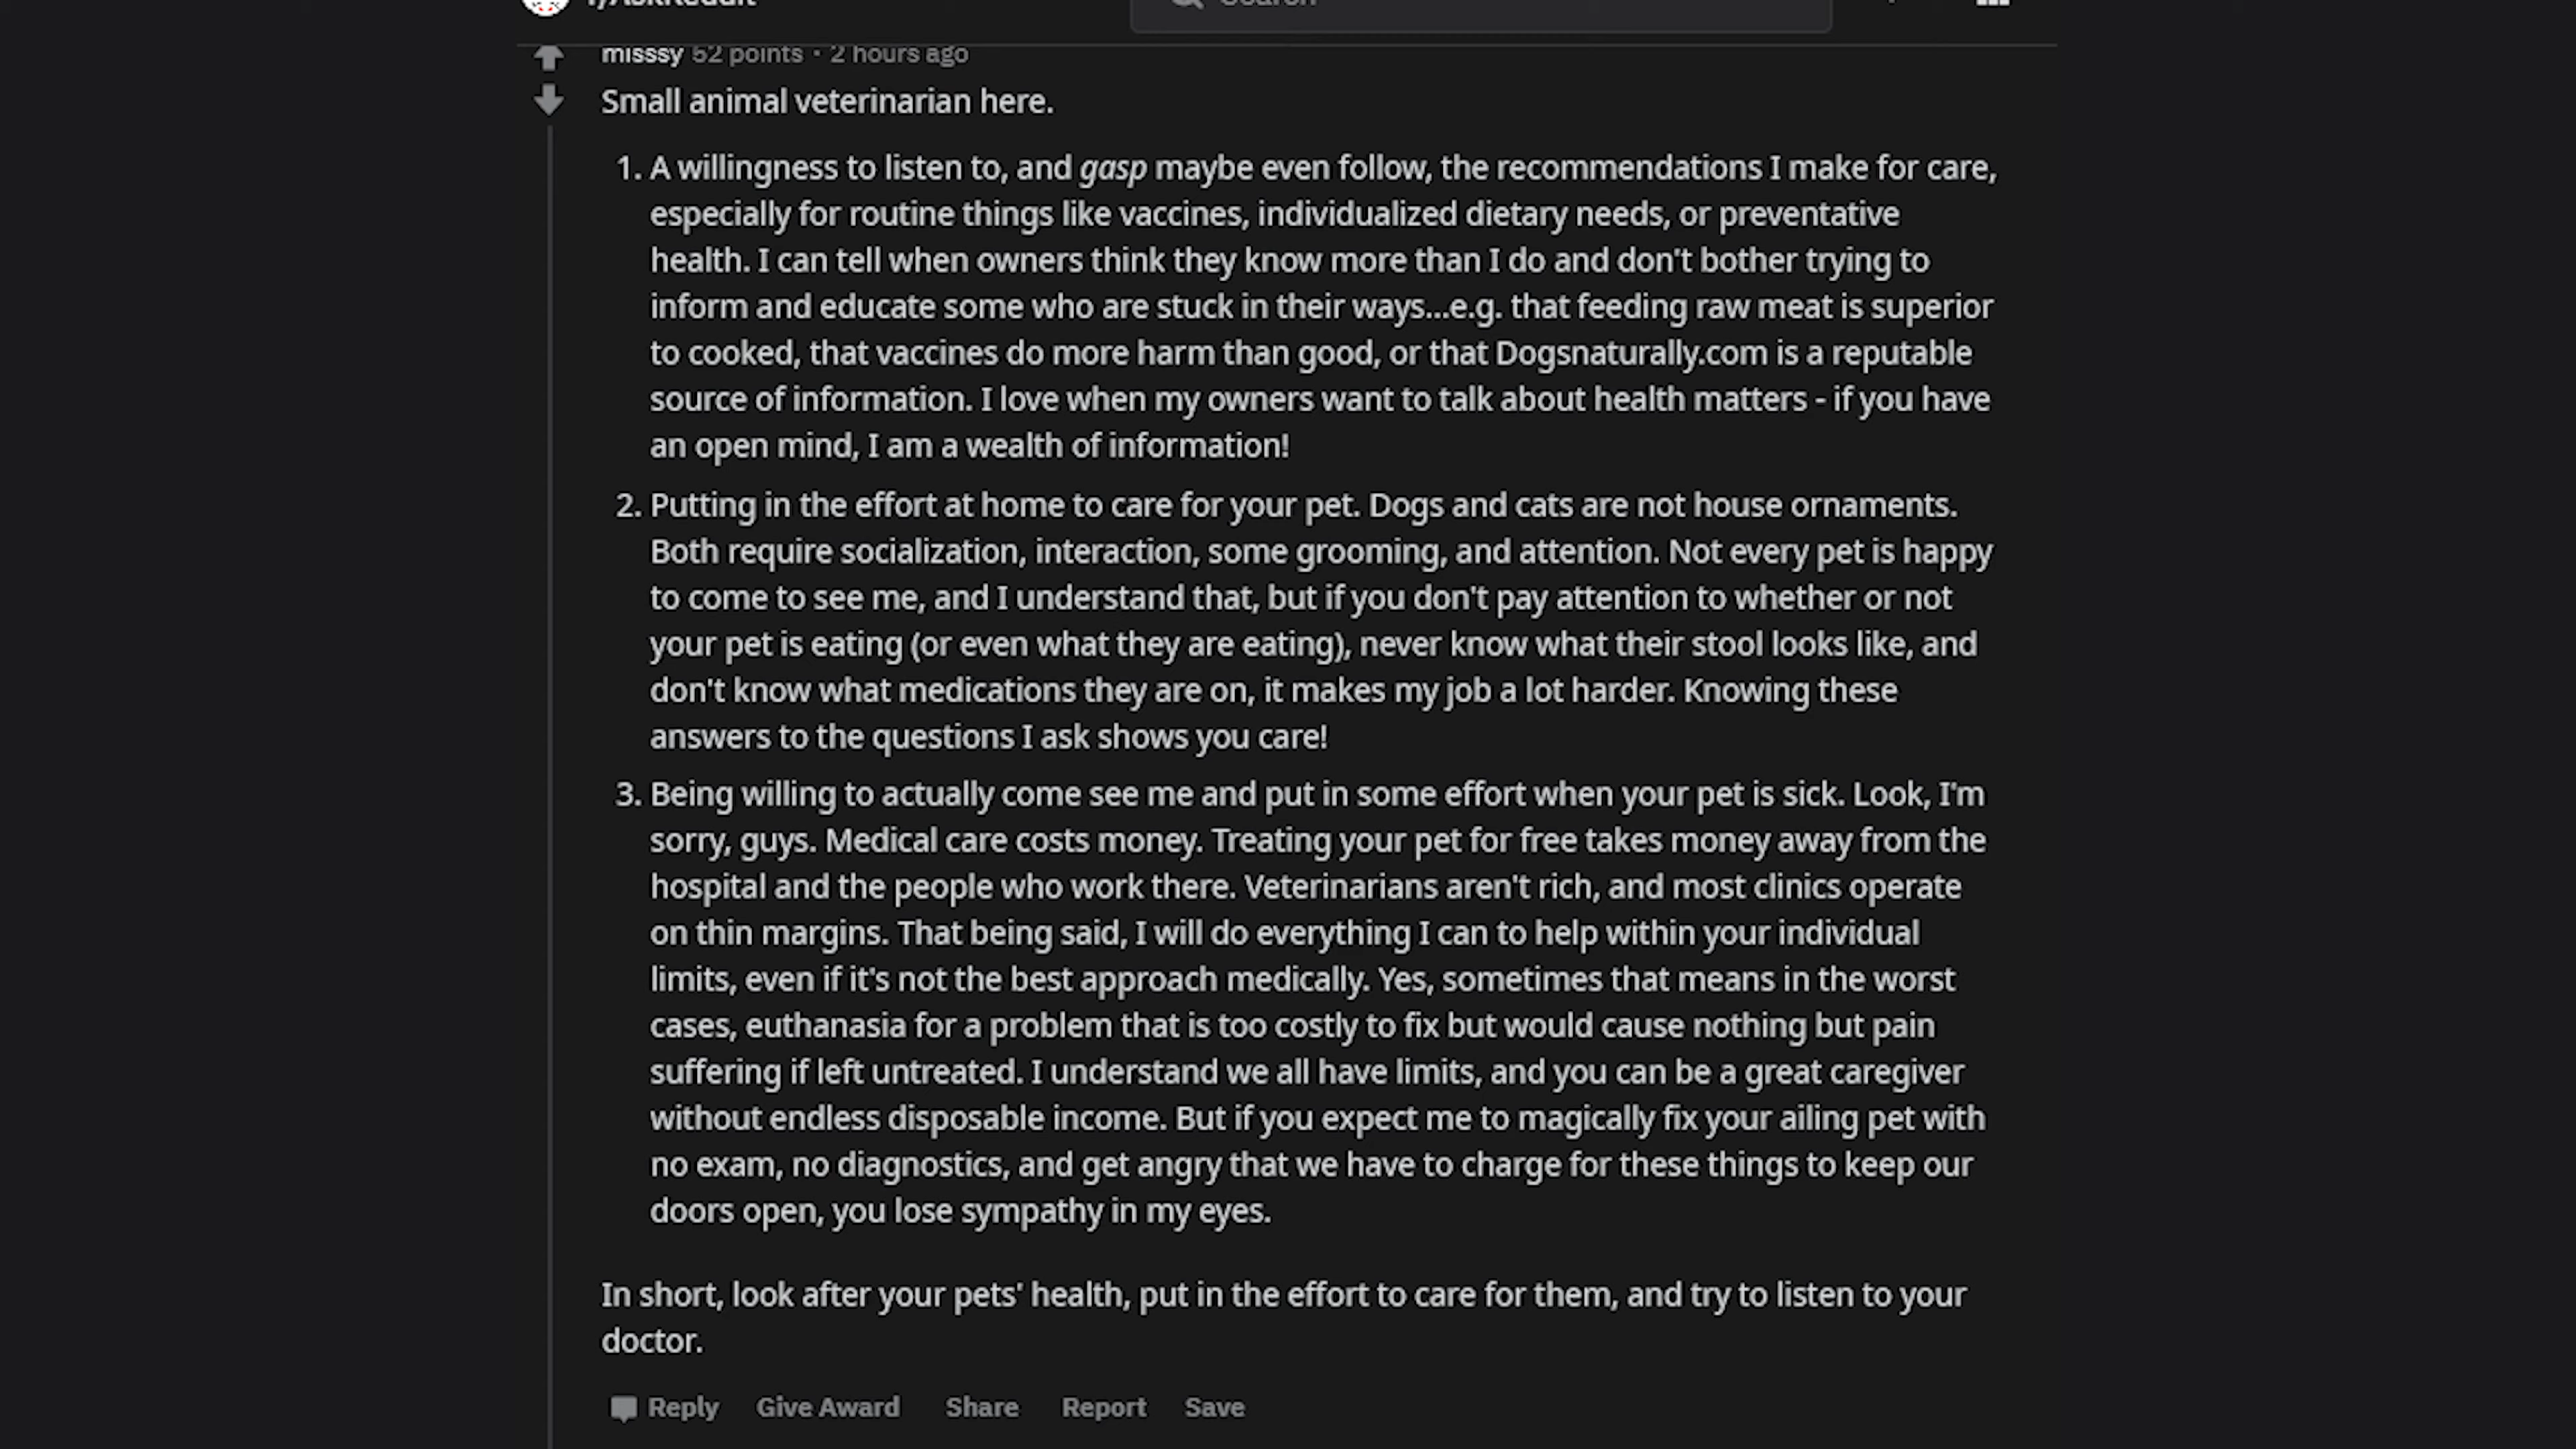 r/AskReddit
Search
misssy 52 points · 2 hours ago
Small animal veterinarian here.
1. A willingness to listen to, and gasp maybe even follow, the recommendations I make for care,
especially for routine things like vaccines, individualized dietary needs, or preventative
health. I can tell when owners think they know more than I do and don't bother trying to
inform and educate some who are stuck in their ways...e.g. that feeding raw meat is superior
to cooked, that vaccines do more harm than good, or that Dogsnaturally.com is a reputable
source of information. I love when my owners want to talk about health matters - if you have
an open mind, I am a wealth of information!
2. Putting in the effort at home to care for your pet. Dogs and cats are not house ornaments.
Both require socialization, interaction, some grooming, and attention. Not every pet is happy
to come to see me, and I understand that, but if you don't pay attention to whether or not
your pet is eating (or even what they are eating), never know what their stool looks like, and
don't know what medications they are on, it makes my job a lot harder. Knowing these
answers to the questions I ask shows you care!
3. Being willing to actually come see me and put in some effort when your pet is sick. Look, I'm
sorry, guys. Medical care costs money. Treating your pet for free takes money away from the
hospital and the people who work there. Veterinarians aren't rich, and most clinics operate
on thin margins. That being said, I will do everything I can to help within your individual
limits, even if it's not the best approach medically. Yes, sometimes that means in the worst
cases, euthanasia for a problem that is too costly to fix but would cause nothing but pain
suffering if left untreated. I understand we all have limits, and you can be a great caregiver
without endless disposable income. But if you expect me to magically fix your ailing pet with
no exam, no diagnostics, and get angry that we have to charge for these things to keep our
doors open, you lose sympathy in my eyes.
In short, look after your pets' health, put in the effort to care for them, and try to listen to your
doctor.
Reply Give Award Share Report Save